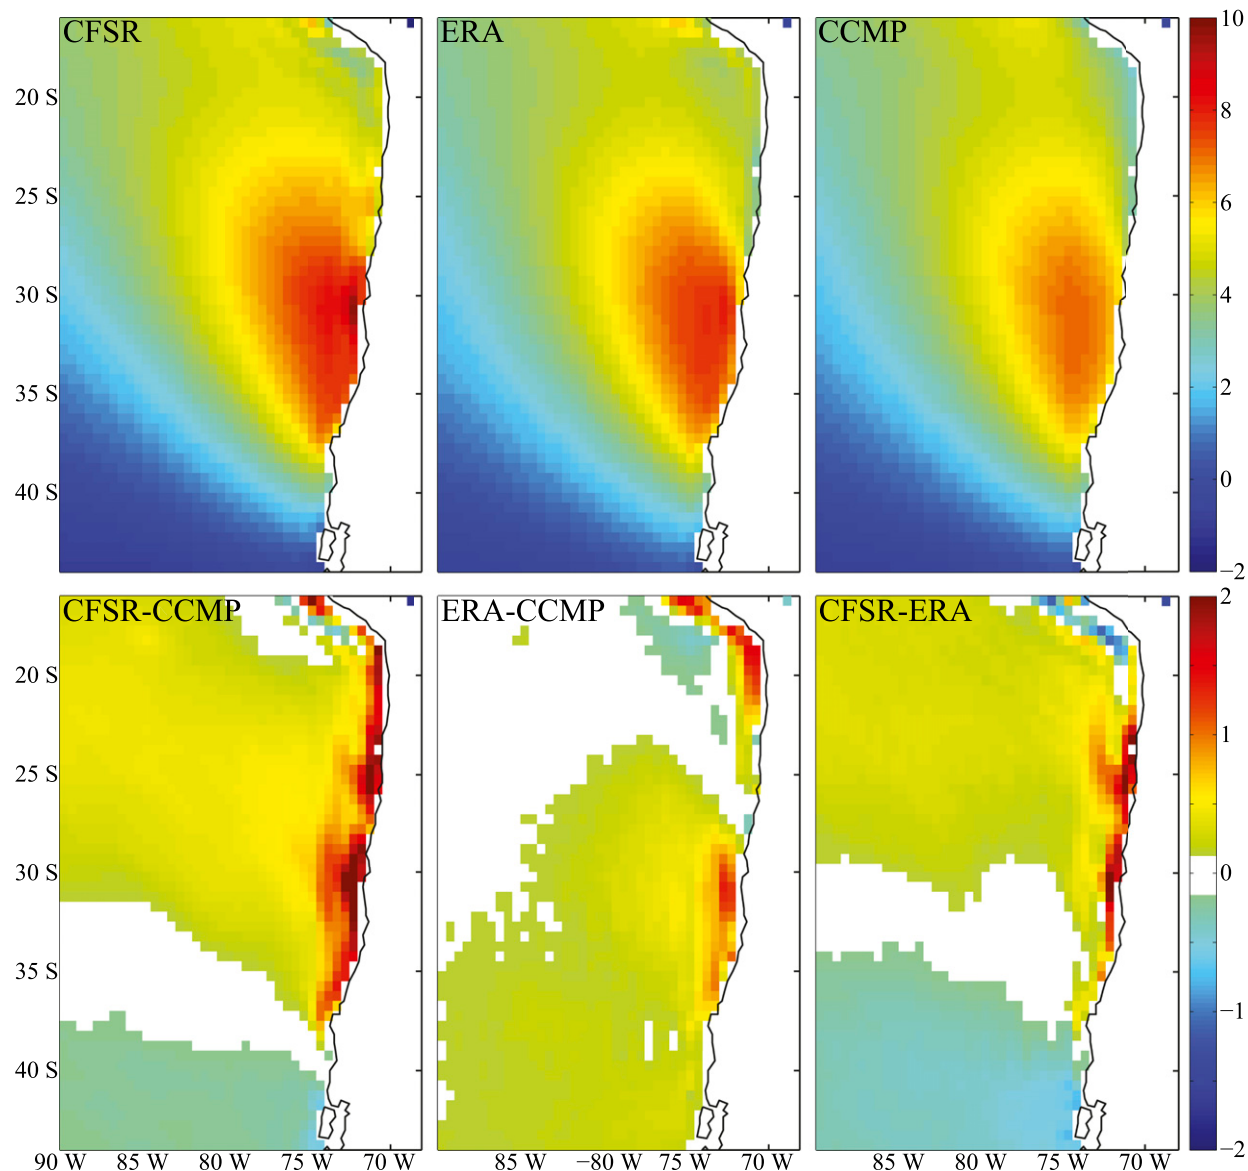 CFSR ERA CCMP 10
20 S 8
25 S 6
30 S 4
35 S 2
40 S 0
−2
CFSR-CCMP ERA-CCMP CFSR-ERA 2
20 S
25 S 1
30 S 0
35 S −1
40 S
−2
90 W 85 W 80 W 75 W 70 W 85 W −80 W 75 W 70 W 85 W 80 W 75 W 70 W